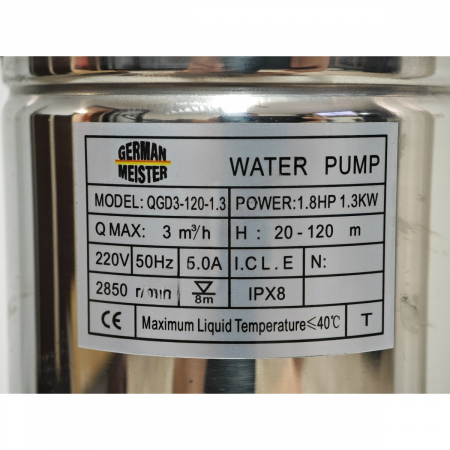 GERMAN
MEISTER
WATER PUMP
MODEL: QGD3-120-1.3 POWER:1.8HP 1.3KW
Q MAX: 3 m³/h H : 20-120 m
220V 50Hz 5.0A I.C.L.E N:
2850 r/min 8m IPX8
CE Maximum Liquid Temperature≤40℃ T